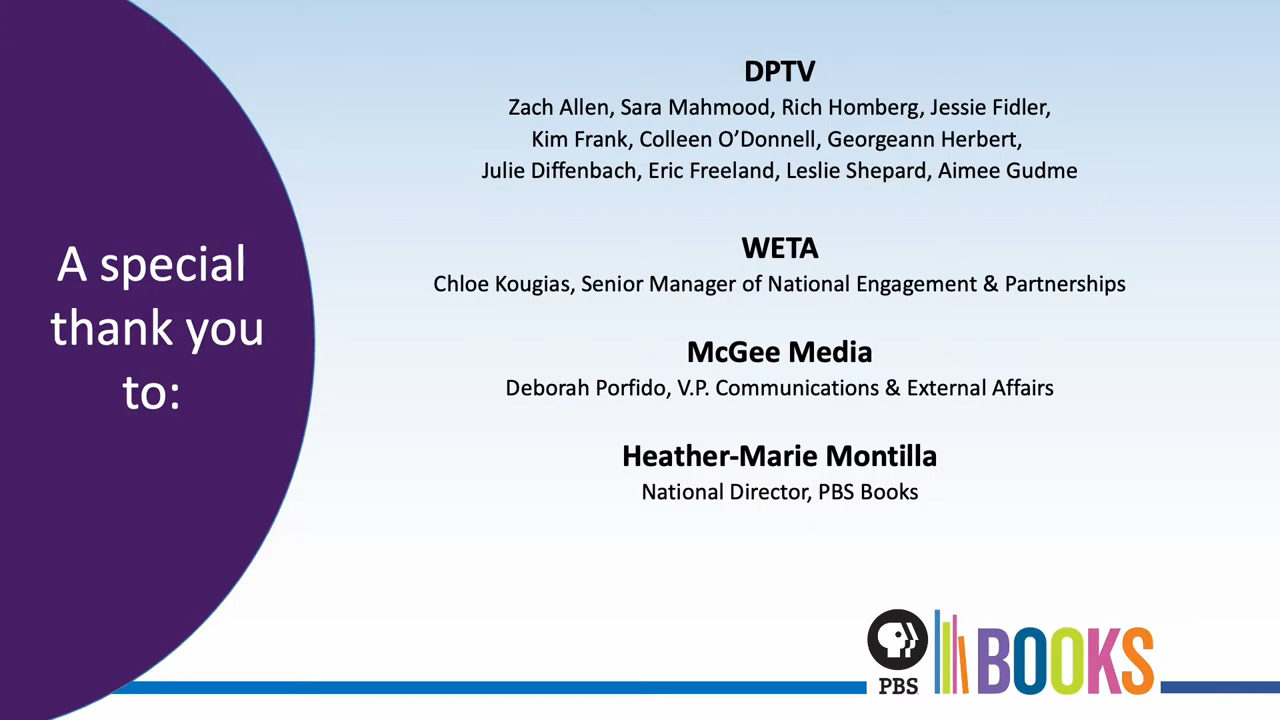 A special
thank you
to:
DPTV
Zach Allen, Sara Mahmood, Rich Homberg, Jessie Fidler,
Kim Frank, Colleen O’Donnell, Georgeann Herbert,
Julie Diffenbach, Eric Freeland, Leslie Shepard, Aimee Gudme
WETA
Chloe Kougias, Senior Manager of National Engagement & Partnerships
McGee Media
Deborah Porfido, V.P. Communications & External Affairs
Heather-Marie Montilla
National Director, PBS Books
PBS BOOKS